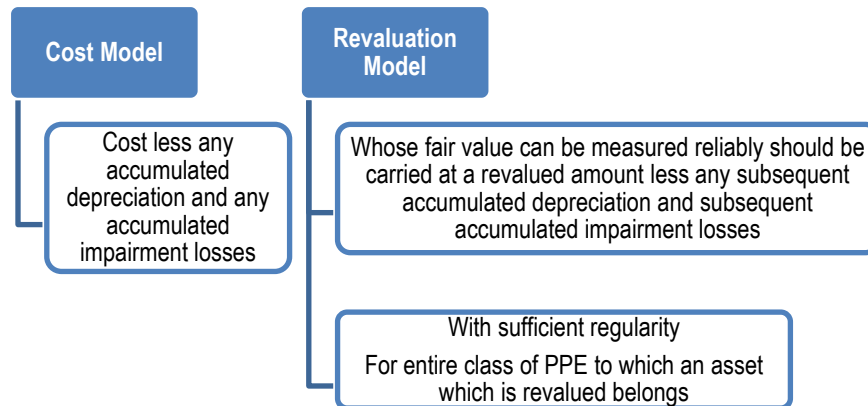 Cost Model
Cost less any
accumulated
depreciation and any
accumulated
impairment losses
Revaluation
Model
Whose fair value can be measured reliably should be
carried at a revalued amount less any subsequent
accumulated depreciation and subsequent
accumulated impairment losses
With sufficient regularity
For entire class of PPE to which an asset
which is revalued belongs